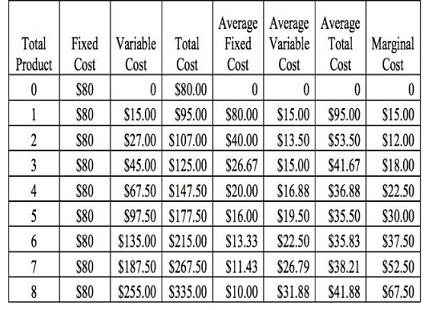 Average Average Average
Total Fixed Variable Total Fixed Variable Total Marginal
Product Cost Cost Cost Cost Cost Cost Cost
0 $80 0 $80.00 0 0 0 0
1 $80 $15.00 $95.00 $80.00 $15.00 $95.00 $15.00
2 $80 $27.00 $107.00 $40.00 $13.50 $53.50 $12.00
3 $80 $45.00 $125.00 $26.67 $15.00 $41.67 $18.00
4 $80 $67.50 $147.50 $20.00 $16.88 $36.88 $22.50
5 $80 $97.50 $177.50 $16.00 $19.50 $35.50 $30.00
6 $80 $135.00 $215.00 $13.33 $22.50 $35.83 $37.50
7 $80 $187.50 $267.50 $11.43 $26.79 $38.21 $52.50
8 $80 $255.00 $335.00 $10.00 $31.88 $41.88 $67.50